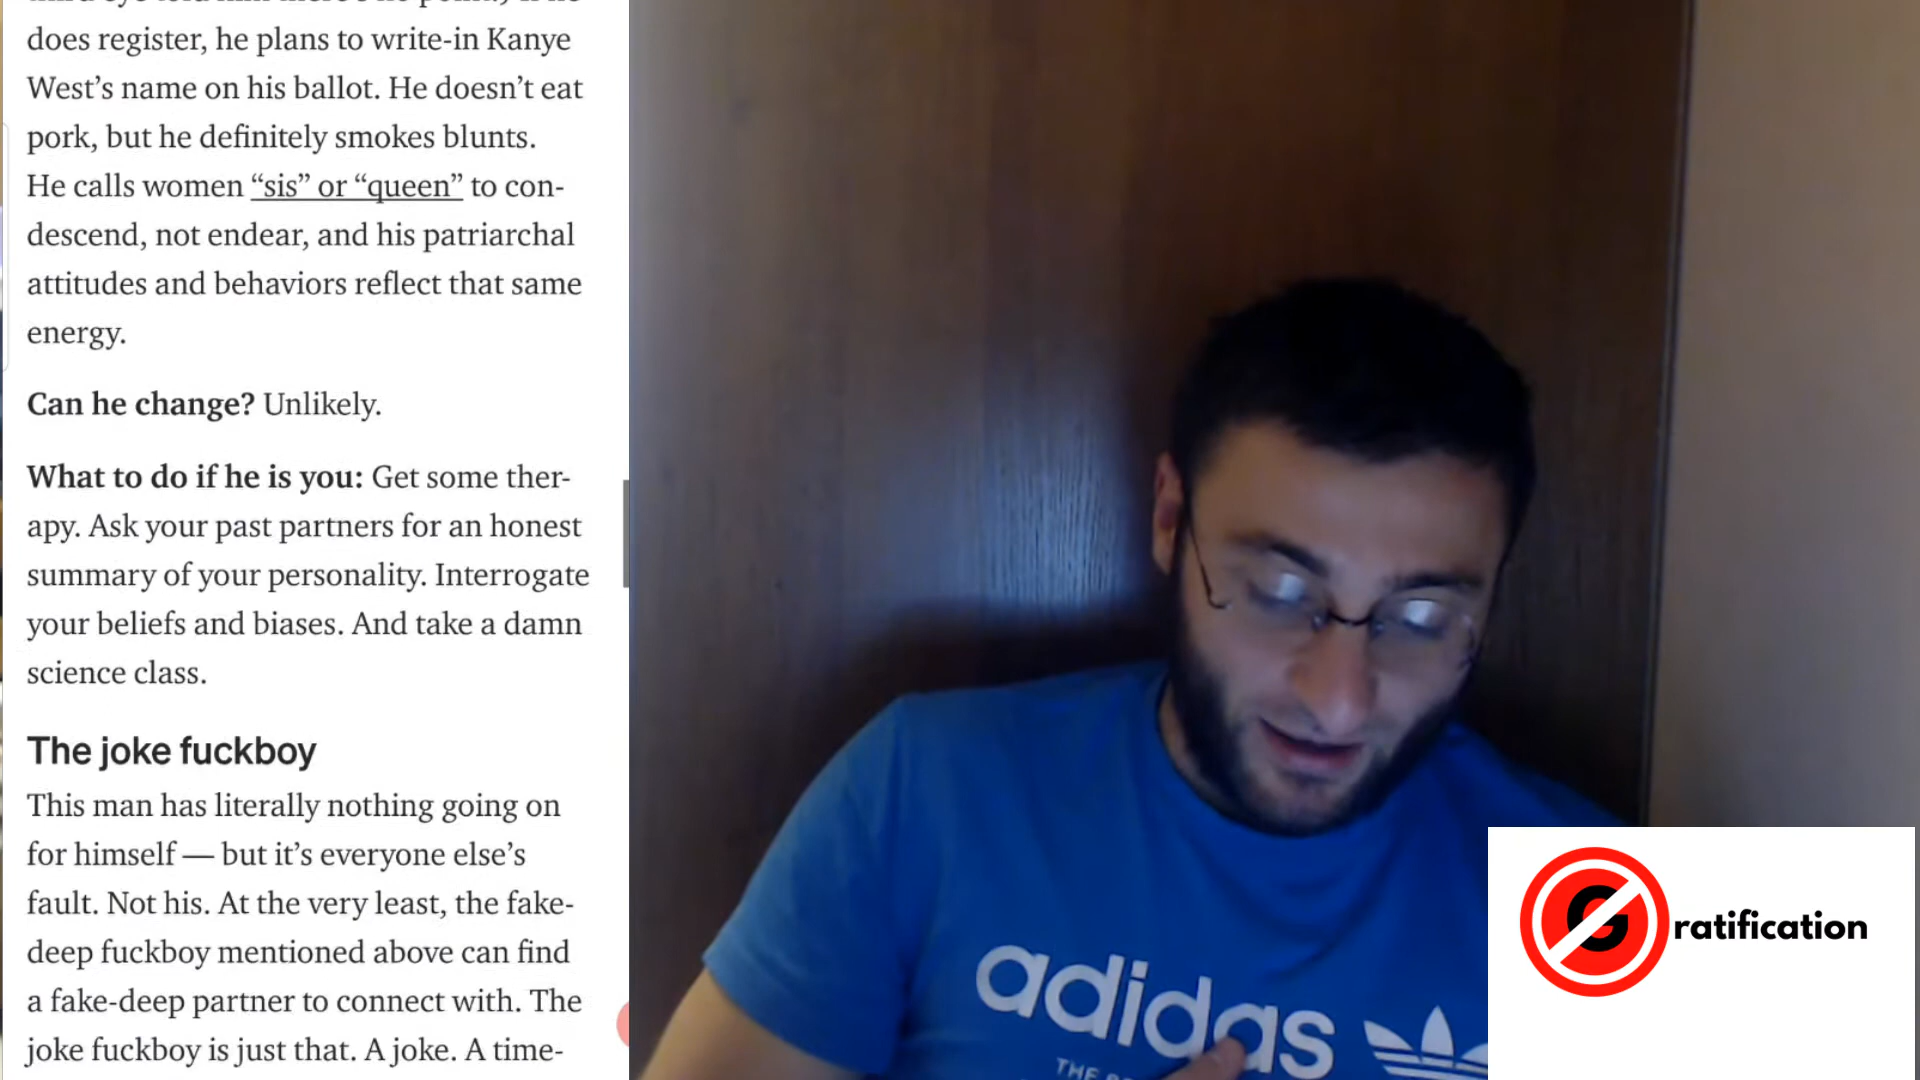 does register, he plans to write-in Kanye
West’s name on his ballot. He doesn’t eat
pork, but he definitely smokes blunts.
He calls women “sis” or “queen” to con-
descend, not endear, and his patriarchal
attitudes and behaviors reflect that same
energy.
Can he change? Unlikely.
What to do if he is you: Get some ther-
apy. Ask your past partners for an honest
summary of your personality. Interrogate
your beliefs and biases. And take a damn
science class.
The joke fuckboy
This man has literally nothing going on
for himself — but it’s everyone else’s
fault. Not his. At the very least, the fake-
deep fuckboy mentioned above can find
a fake-deep partner to connect with. The
joke fuckboy is just that. A joke. A time-
adidas
THE
Gratification